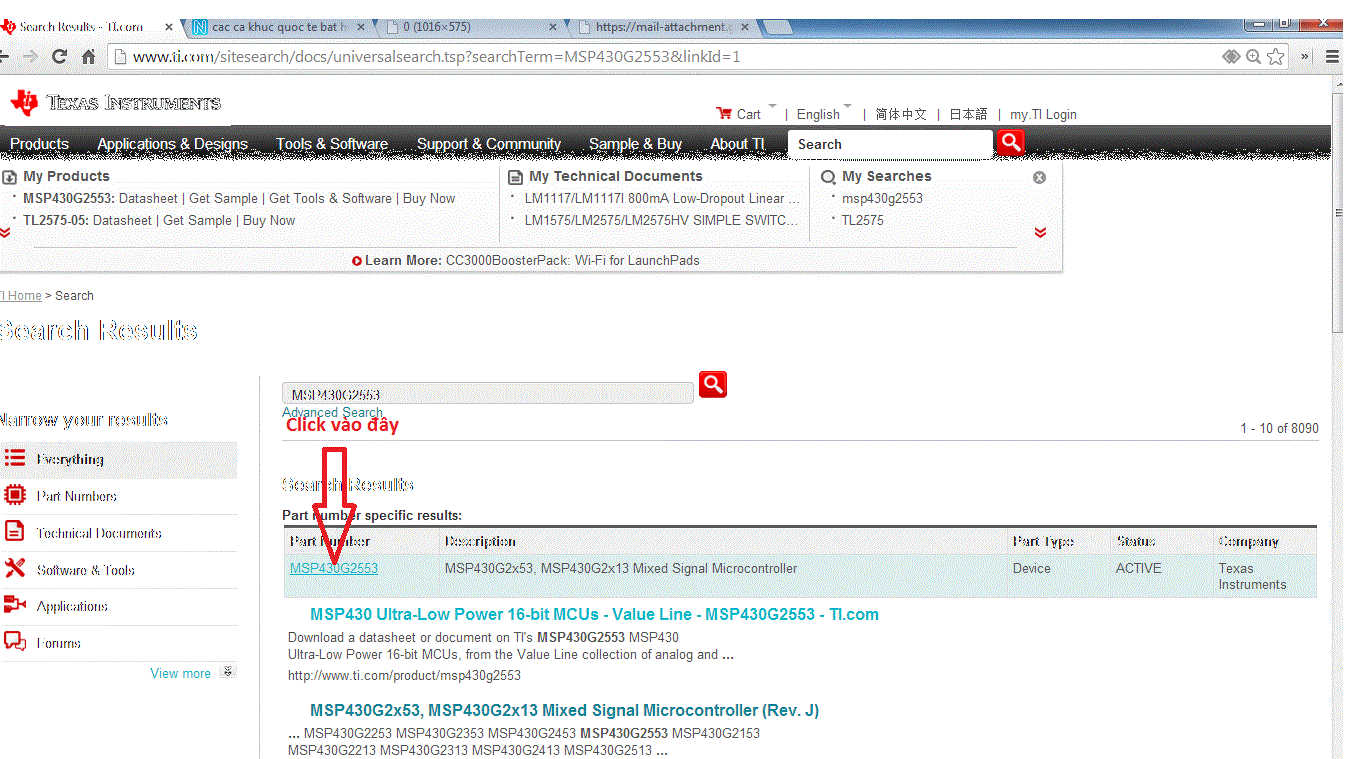 Search Results - TI.com
cac ca khuc quoc te bat h
0 (1016×575)
https://mail-attachment.g
www.ti.com/sitesearch/docs/universalsearch.tsp?searchTerm=MSP430G2553&linkId=1
TEXAS INSTRUMENTS
Cart | English | 简体中文 | 日本語 | my.TI Login
Products Applications & Designs Tools & Software Support & Community Sample & Buy About TI Search
My Products
MSP430G2553: Datasheet | Get Sample | Get Tools & Software | Buy Now
TL2575-05: Datasheet | Get Sample | Buy Now
My Technical Documents
LM1117/LM1117I 800mA Low-Dropout Linear ...
LM1575/LM2575/LM2575HV SIMPLE SWITC...
My Searches
msp430g2553
TL2575
Learn More: CC3000BoosterPack: Wi-Fi for LaunchPads
TI Home > Search
Search Results
Narrow your results
Everything
Part Numbers
Technical Documents
Software & Tools
Applications
Forums
View more
MSP430G2553
Advanced Search
Click vào đây
1 - 10 of 8090
Search Results
Part number specific results:
Part Number Description Part Type Status Company
MSP430G2553 MSP430G2x53, MSP430G2x13 Mixed Signal Microcontroller Device ACTIVE Texas
Instruments
MSP430 Ultra-Low Power 16-bit MCUs - Value Line - MSP430G2553 - TI.com
Download a datasheet or document on TI's MSP430G2553 MSP430
Ultra-Low Power 16-bit MCUs, from the Value Line collection of analog and ...
http://www.ti.com/product/msp430g2553
MSP430G2x53, MSP430G2x13 Mixed Signal Microcontroller (Rev. J)
... MSP430G2253 MSP430G2353 MSP430G2453 MSP430G2553 MSP430G2153
MSP430G2213 MSP430G2313 MSP430G2413 MSP430G2513 ...